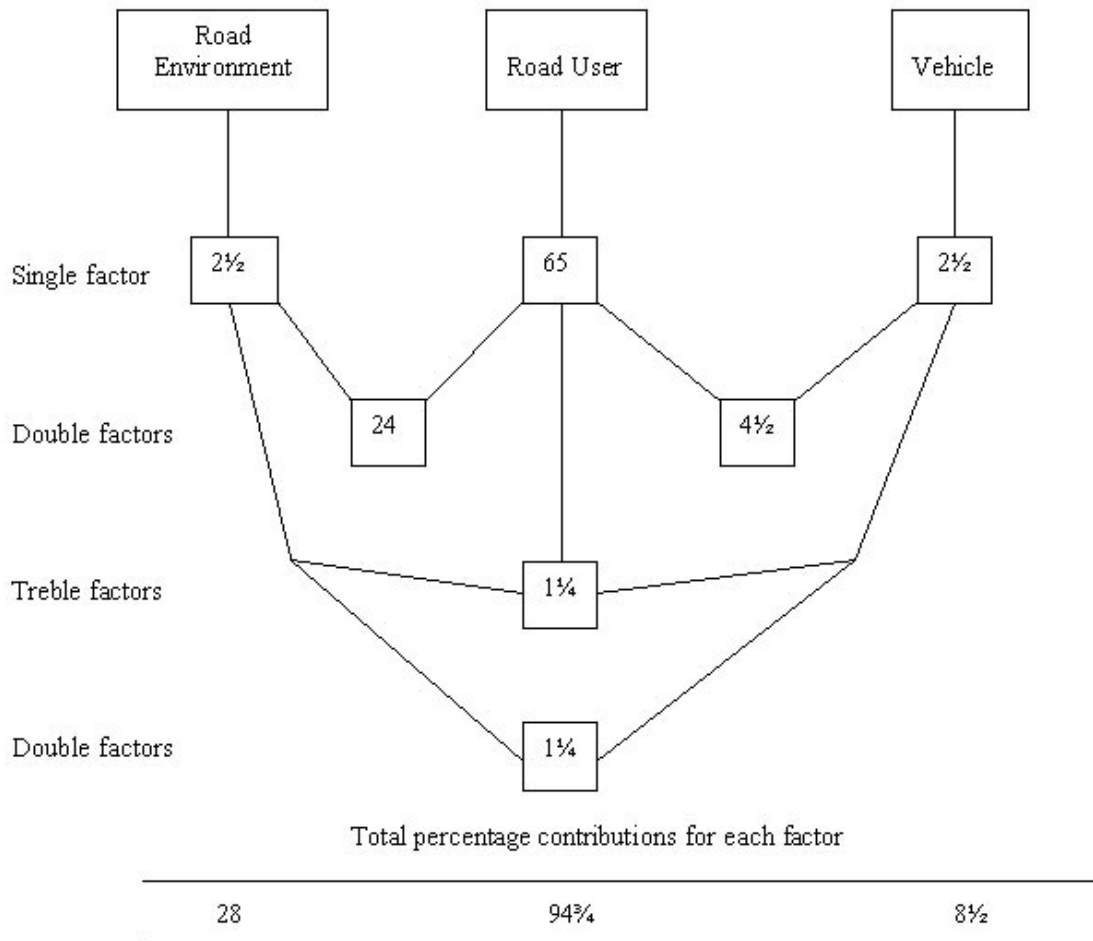 Road
Environment
Road User
Vehicle
Single factor
2½
65
2½
Double factors
24
4½
Treble factors
1¼
Double factors
1¼
Total percentage contributions for each factor
28
94¾
8½